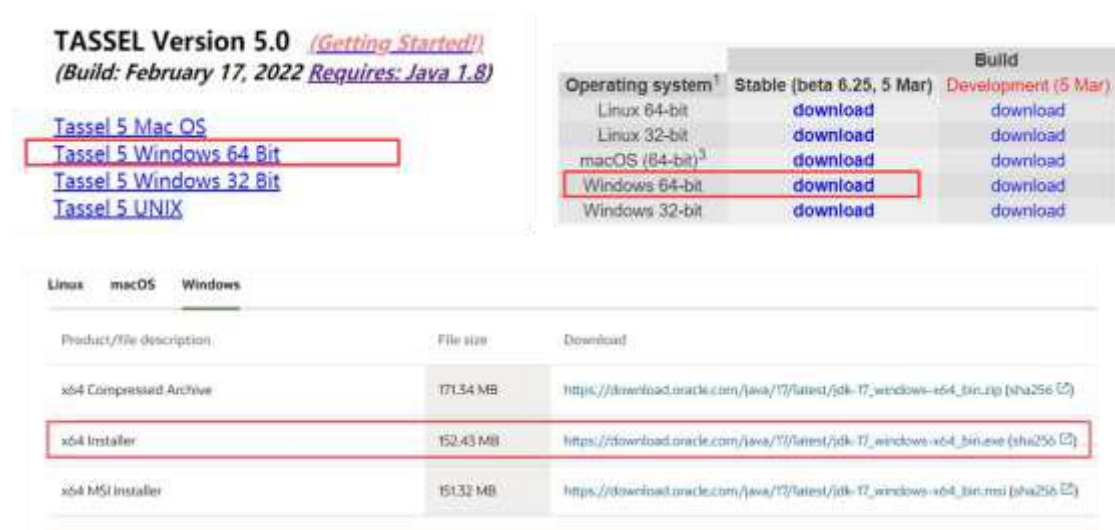 TASSEL Version 5.0 (Getting Started!)
(Build: February 17, 2022 Requires: Java 1.8)
Tassel 5 Mac OS
Tassel 5 Windows 64 Bit
Tassel 5 Windows 32 Bit
Tassel 5 UNIX
Build
Operating system1 Stable (beta 6.25, 5 Mar) Development (5 Mar)
Linux 64-bit download download
Linux 32-bit download download
macOS (64-bit)3 download download
Windows 64-bit download download
Windows 32-bit download download
Linux macOS Windows
Product/file description File size Download
x64 Compressed Archive 171.34 MB https://download.oracle.com/java/17/latest/jdk-17_windows-x64_bin.zip (sha256)
x64 Installer 152.43 MB https://download.oracle.com/java/17/latest/jdk-17_windows-x64_bin.exe (sha256)
x64 MSI Installer 151.32 MB https://download.oracle.com/java/17/latest/jdk-17_windows-x64_bin.msi (sha256)